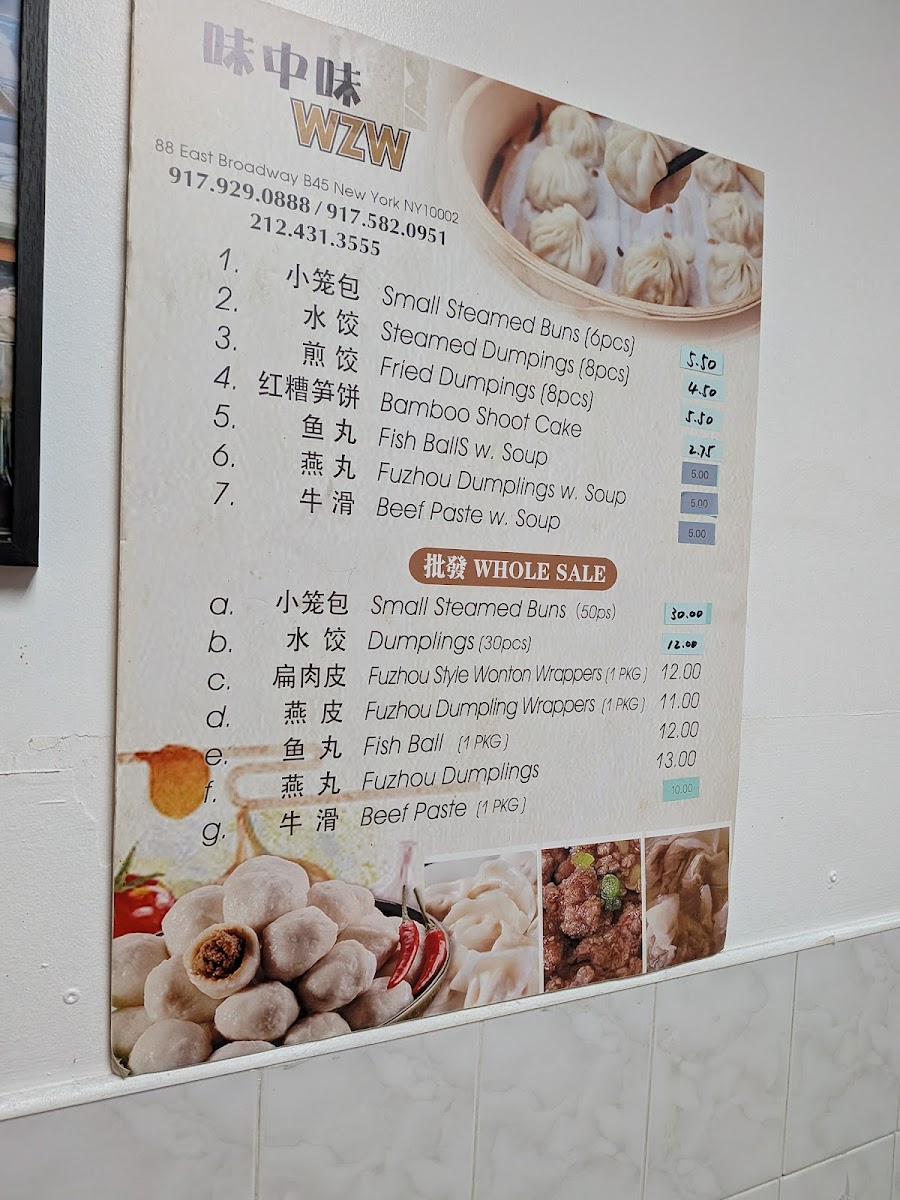 味中味
WZW
88 East Broadway B45 New York NY10002
917.929.0888 / 917.582.0951
212.431.3555
1. 小笼包 Small Steamed Buns (6pcs) 5.50
2. 水饺 Steamed Dumpings (8pcs) 4.50
3. 煎饺 Fried Dumpings (8pcs) 5.50
4. 红糟笋饼 Bamboo Shoot Cake 2.75
5. 鱼丸 Fish BallS w. Soup 5.00
6. 燕丸 Fuzhou Dumplings w. Soup 5.00
7. 牛滑 Beef Paste w. Soup 5.00
批發 WHOLE SALE
a. 小笼包 Small Steamed Buns (50ps) 30.00
b. 水饺 Dumplings (30pcs) 12.00
c. 扁肉皮 Fuzhou Style Wonton Wrappers (1 PKG) 12.00
d. 燕皮 Fuzhou Dumpling Wrappers (1 PKG) 11.00
e. 鱼丸 Fish Ball (1 PKG) 12.00
f. 燕丸 Fuzhou Dumplings 13.00
g. 牛滑 Beef Paste (1 PKG) 10.00